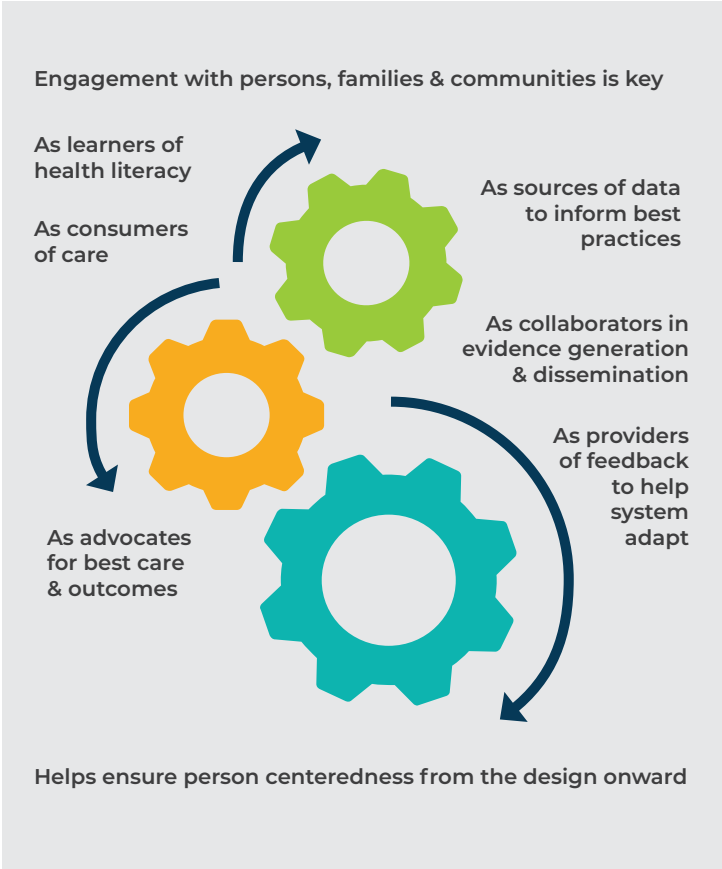 Engagement with persons, families & communities is key
As learners of
health literacy
As consumers
of care
As sources of data
to inform best
practices
As collaborators in
evidence generation
& dissemination
As providers
of feedback
to help
system
adapt
As advocates
for best care
& outcomes
Helps ensure person centeredness from the design onward